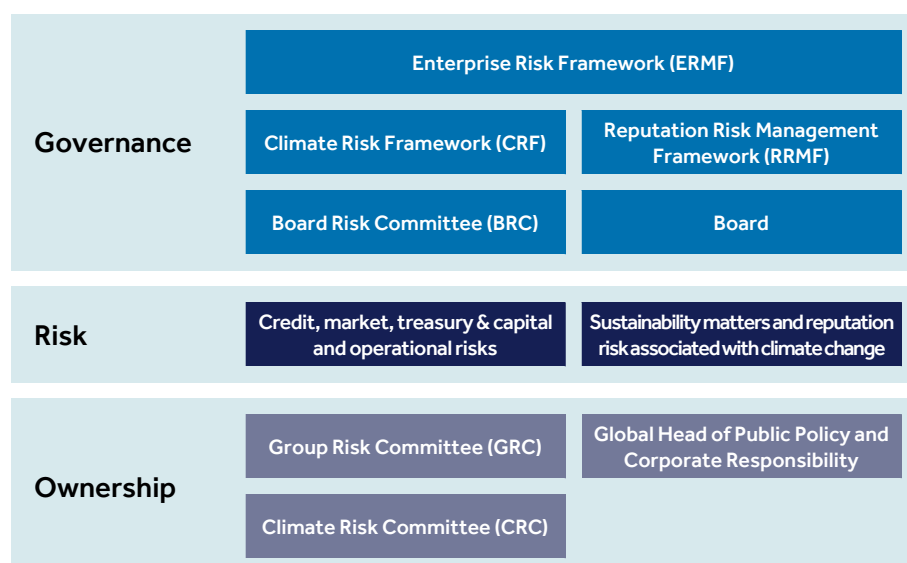 Enterprise Risk Framework (ERMF)
Governance
Climate Risk Framework (CRF)
Reputation Risk Management
Framework (RRMF)
Board Risk Committee (BRC)
Board
Risk
Credit, market, treasury & capital
and operational risks
Sustainability matters and reputation
risk associated with climate change
Ownership
Group Risk Committee (GRC)
Global Head of Public Policy and
Corporate Responsibility
Climate Risk Committee (CRC)